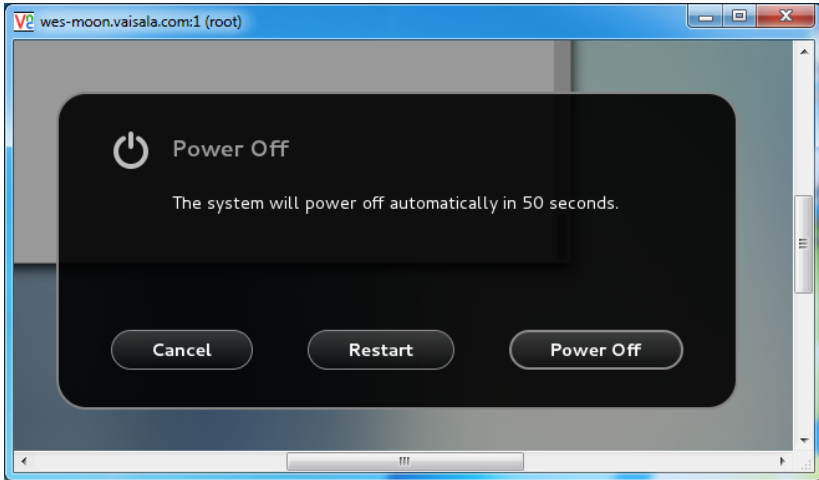 wes-moon.vaisala.com:1 (root)
Power Off
The system will power off automatically in 50 seconds.
Cancel Restart Power Off